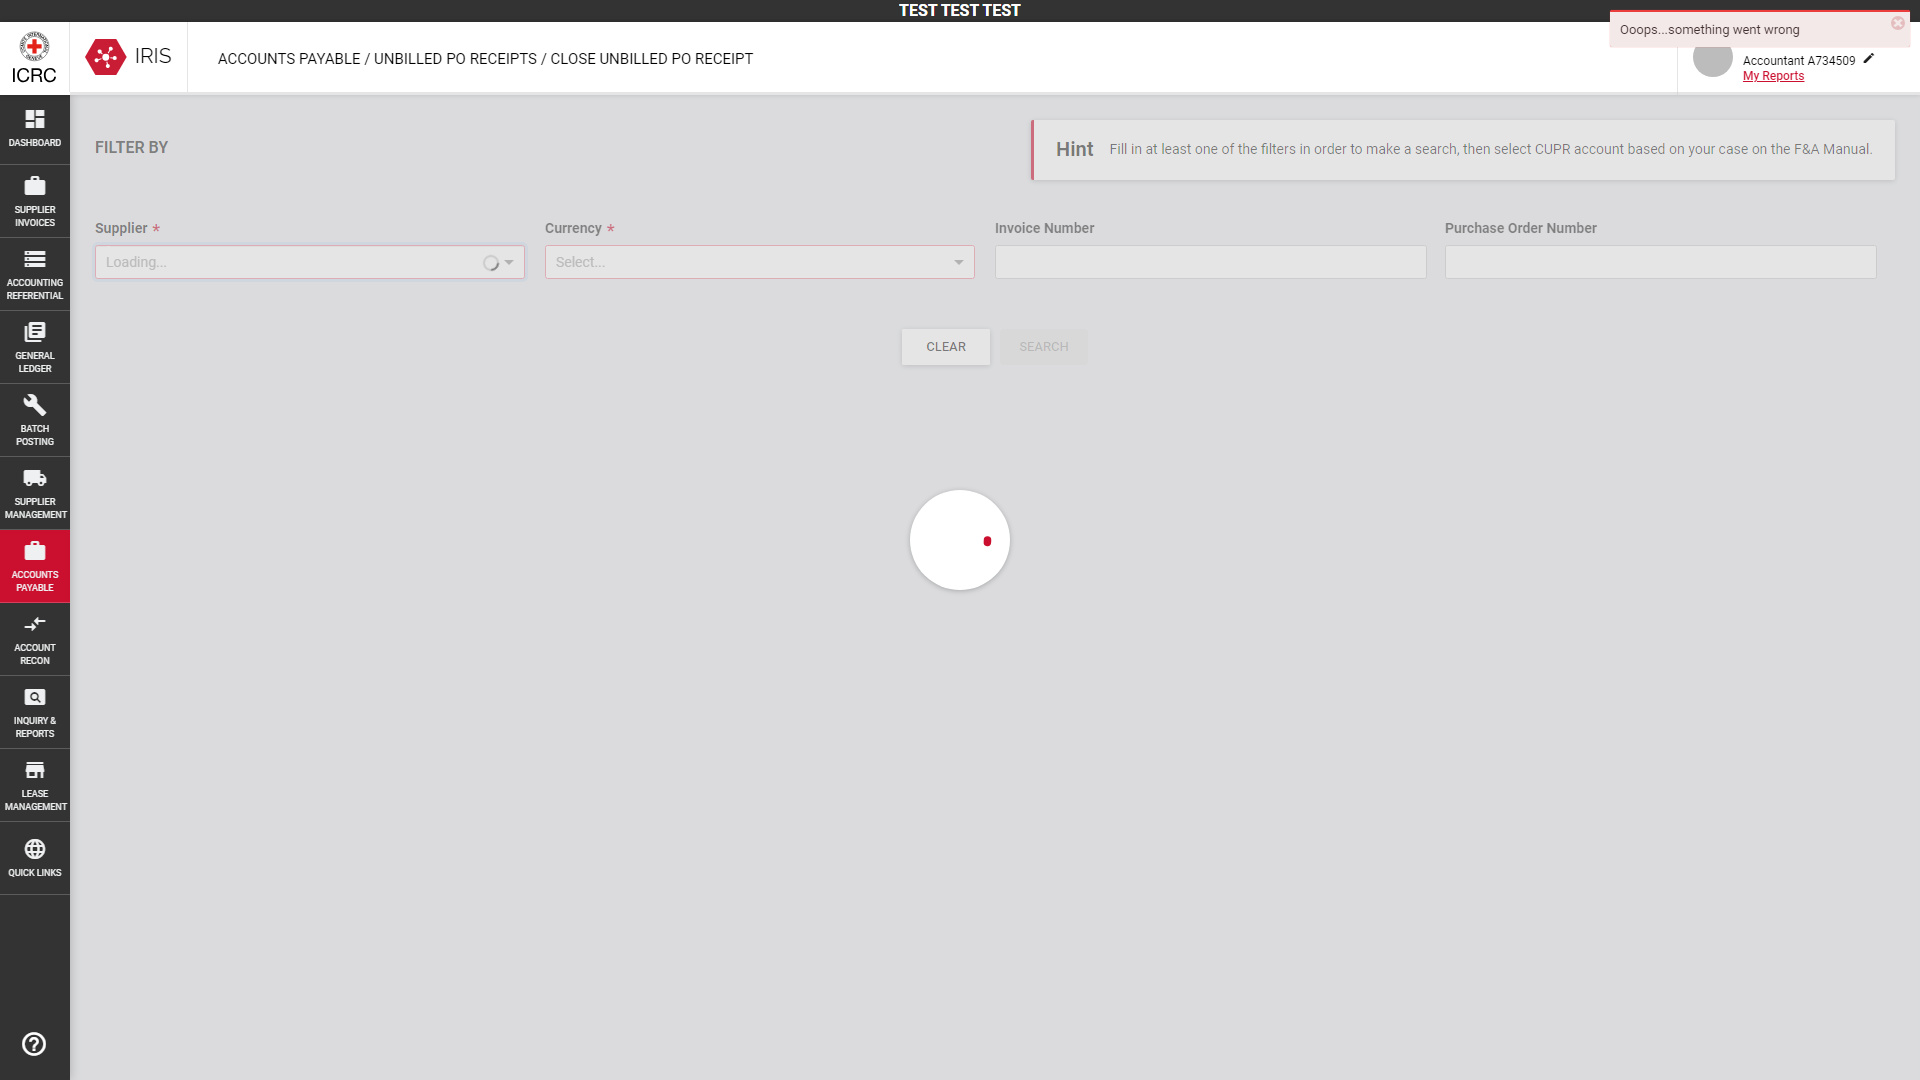 TEST TEST TEST
Ooops...something went wrong
ICRC
IRIS
ACCOUNTS PAYABLE / UNBILLED PO RECEIPTS / CLOSE UNBILLED PO RECEIPT
Accountant A734509
My Reports
DASHBOARD
SUPPLIER
INVOICES
ACCOUNTING
REFERENTIAL
GENERAL
LEDGER
BATCH
POSTING
SUPPLIER
MANAGEMENT
ACCOUNTS
PAYABLE
ACCOUNT
RECON
INQUIRY &
REPORTS
LEASE
MANAGEMENT
QUICK LINKS
FILTER BY
Hint Fill in at least one of the filters in order to make a search, then select CUPR account based on your case on the F&A Manual.
Supplier *
Currency *
Invoice Number
Purchase Order Number
Loading...
Select...
CLEAR
SEARCH